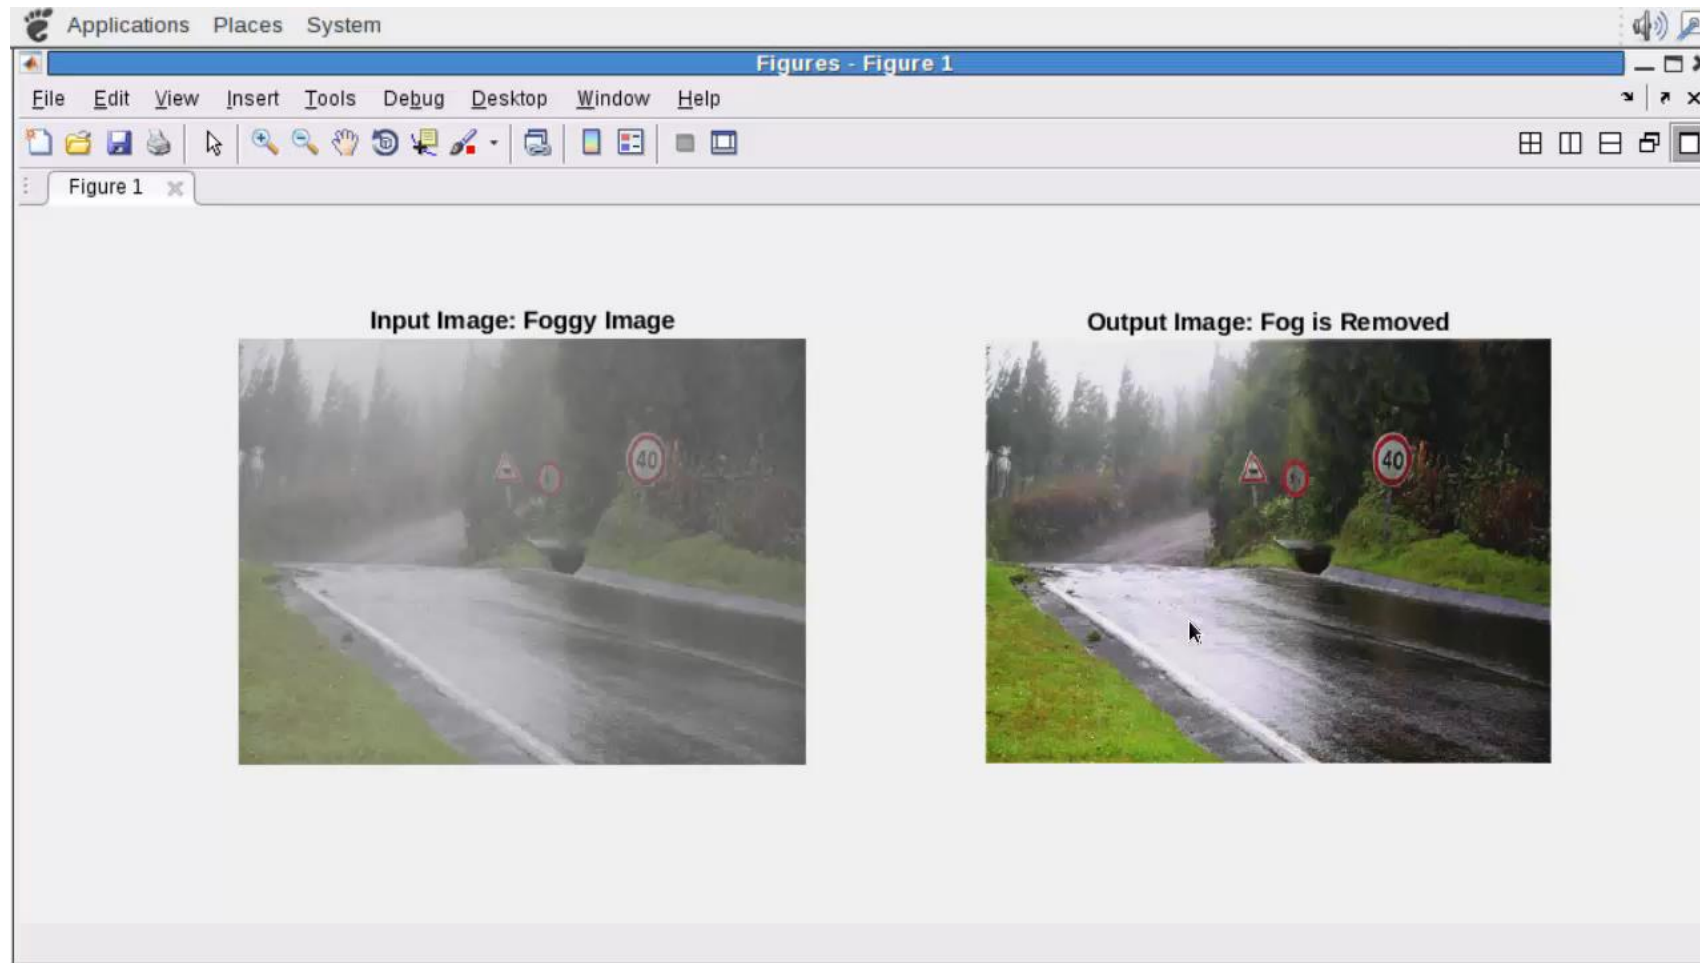 Applications Places System
Figures - Figure 1
File Edit View Insert Tools Debug Desktop Window Help
Figure 1
Input Image: Foggy Image
Output Image: Fog is Removed
40
40